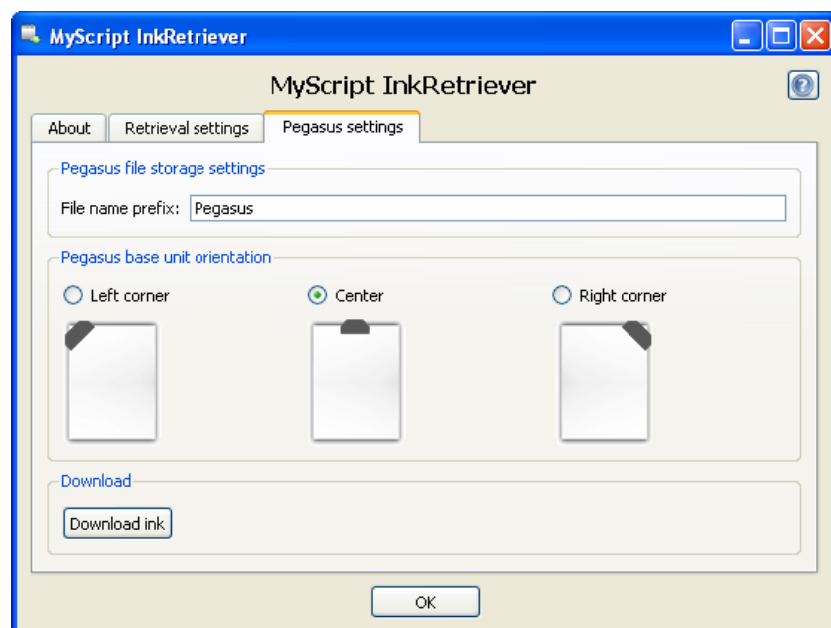 MyScript InkRetriever
MyScript InkRetriever
About Retrieval settings Pegasus settings
Pegasus file storage settings
File name prefix: Pegasus
Pegasus base unit orientation
Left corner Center Right corner
Download
Download ink
OK